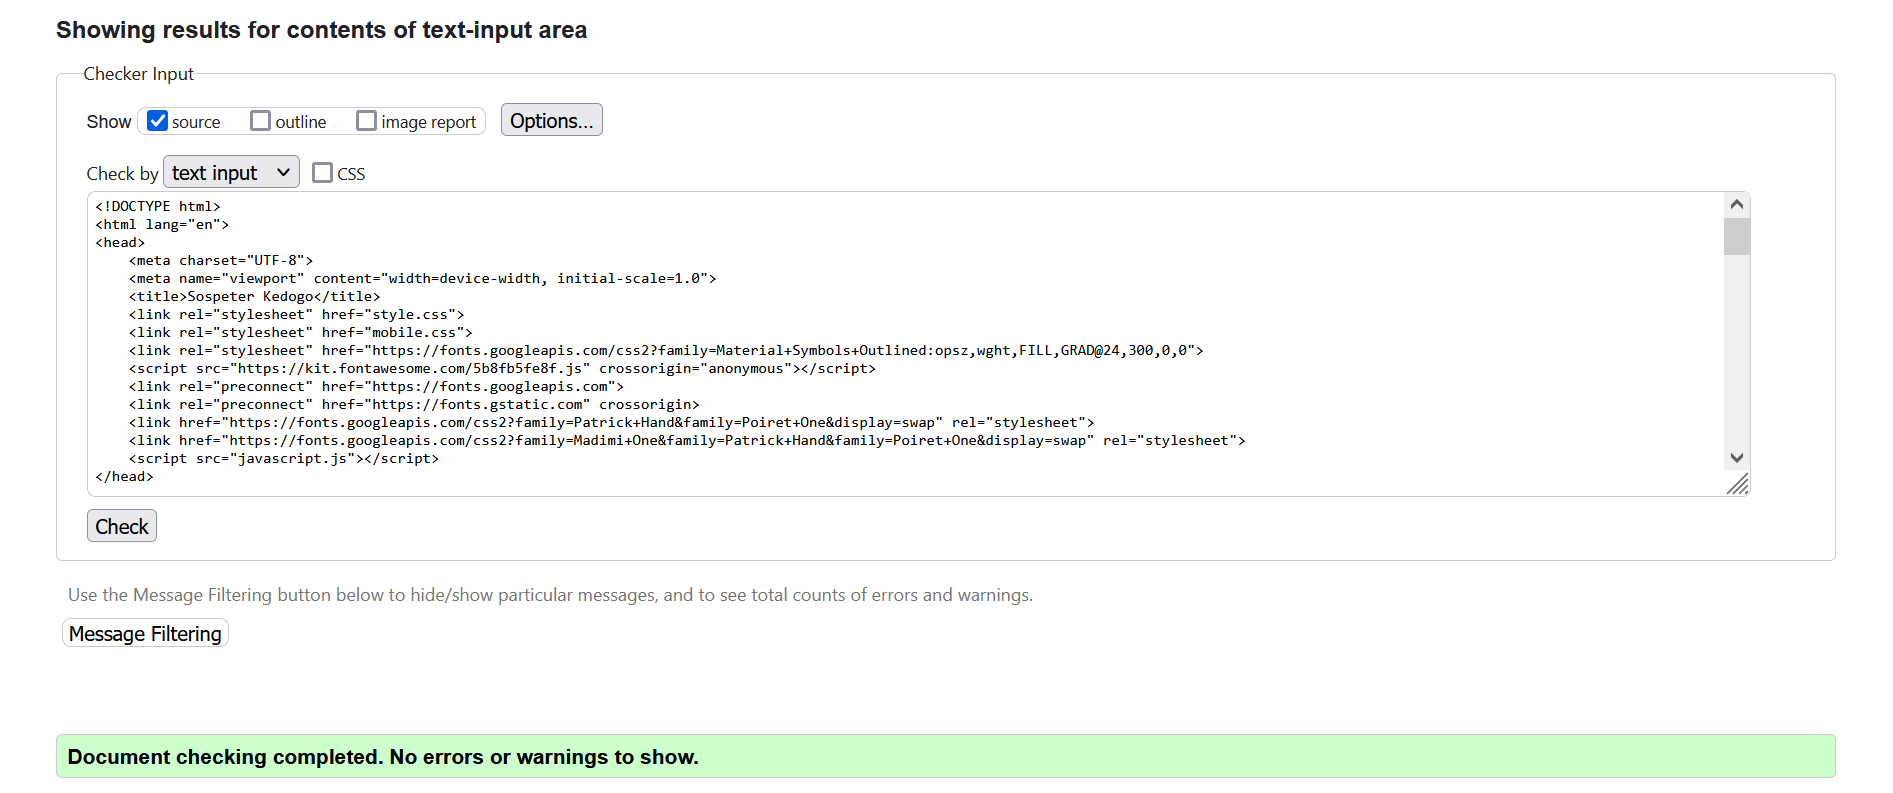 Showing results for contents of text-input area
Checker Input
Show source outline image report Options...
Check by text input CSS
<!DOCTYPE html>
<html lang="en">
<head>
    <meta charset="UTF-8">
    <meta name="viewport" content="width=device-width, initial-scale=1.0">
    <title>Sospeter Kedogo</title>
    <link rel="stylesheet" href="style.css">
    <link rel="stylesheet" href="mobile.css">
    <link rel="stylesheet" href="https://fonts.googleapis.com/css2?family=Material+Symbols+Outlined:opsz,wght,FILL,GRAD@24,300,0,0">
    <script src="https://kit.fontawesome.com/5b8fb5fe8f.js" crossorigin="anonymous"></script>
    <link rel="preconnect" href="https://fonts.googleapis.com">
    <link rel="preconnect" href="https://fonts.gstatic.com" crossorigin>
    <link href="https://fonts.googleapis.com/css2?family=Patrick+Hand&family=Poiret+One&display=swap" rel="stylesheet">
    <link href="https://fonts.googleapis.com/css2?family=Madimi+One&family=Patrick+Hand&family=Poiret+One&display=swap" rel="stylesheet">
    <script src="javascript.js"></script>
</head>
Check
Use the Message Filtering button below to hide/show particular messages, and to see total counts of errors and warnings.
Message Filtering
Document checking completed. No errors or warnings to show.